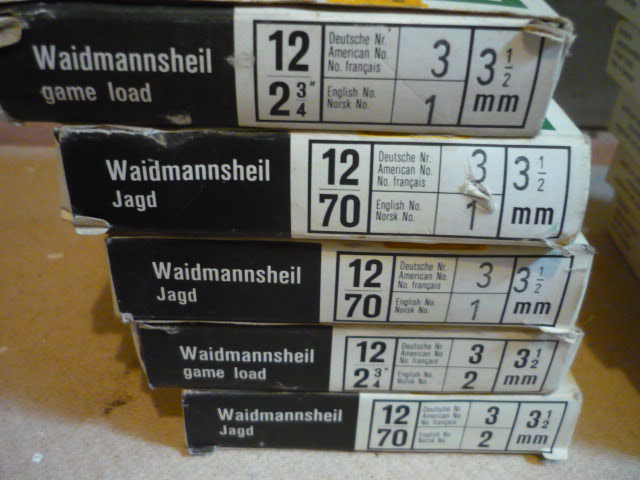 Waidmannsheil
game load
12
2 3/4"
Deutsche Nr.
American No.
No. français
3
English No.
Norsk No.
1
3 1/2
mm
Waidmannsheil
Jagd
12
70
Deutsche Nr.
American No.
No. français
3
English No.
Norsk No.
1
3 1/2
mm
Waidmannsheil
Jagd
12
70
Deutsche Nr.
American No.
No. français
3
English No.
Norsk No.
1
3 1/2
mm
Waidmannsheil
game load
12
2 3/4"
Deutsche Nr.
American No.
No. français
3
English No.
Norsk No.
2
3 1/2
mm
Waidmannsheil
Jagd
12
70
Deutsche Nr.
American No.
No. français
3
English No.
Norsk No.
2
3 1/2
mm